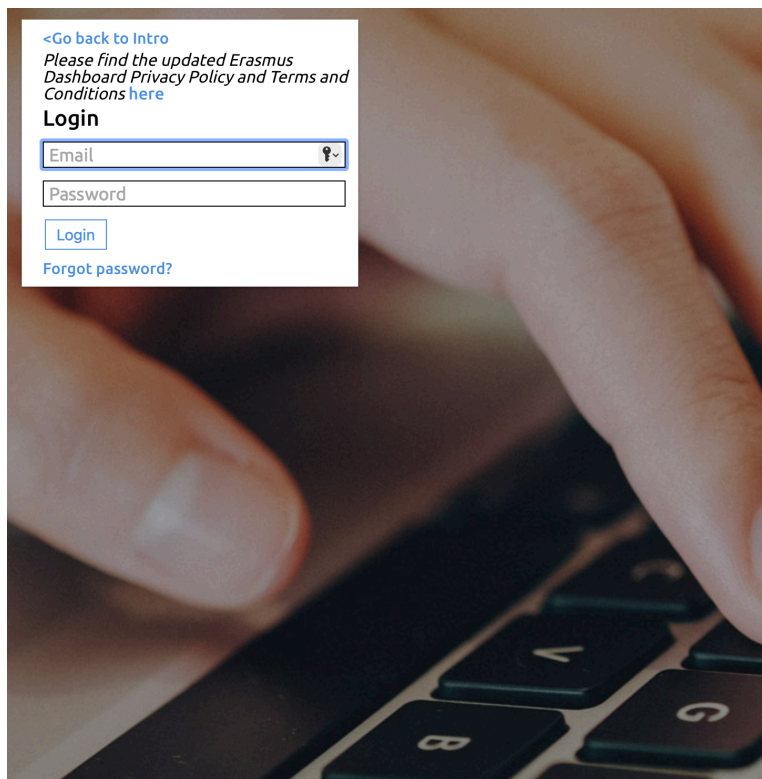 <Go back to Intro
Please find the updated Erasmus
Dashboard Privacy Policy and Terms and
Conditions here
Login
Email
Password
Login
Forgot password?
C
V
G
B